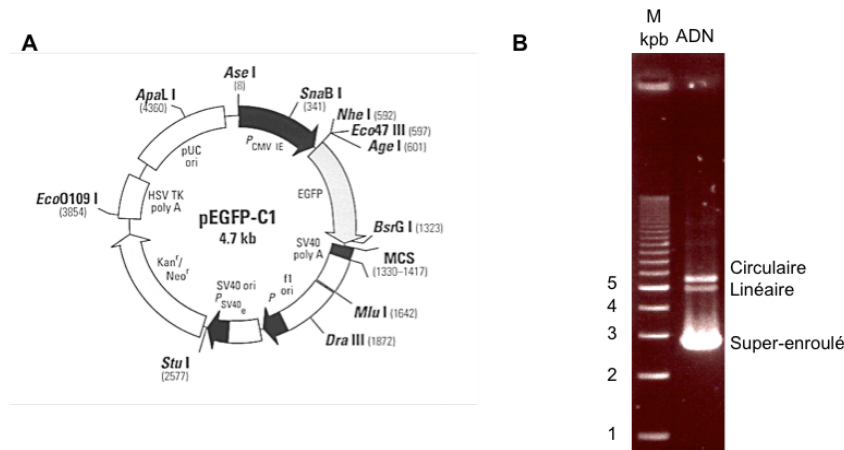 A
Ase I
(8)
ApaL I
(4360)
SnaB I
(341)
Nhe I (592)
Eco47 III (597)
Age I
(601)
pUC
ori
P CMV IE
EcoO109 I
(3854)
HSV TK
poly A
EGFP
pEGFP-C1
4.7 kb
BsrG I (1323)
SV40
poly A
MCS
(1330–1417)
Kanr/
Neor
SV40 ori
P SV40e
f1
ori
P
Mlu I (1642)
Dra III (1872)
Stu I
(2577)
B
M
kpb
ADN
5
4
3
2
1
Circulaire
Linéaire
Super-enroulé